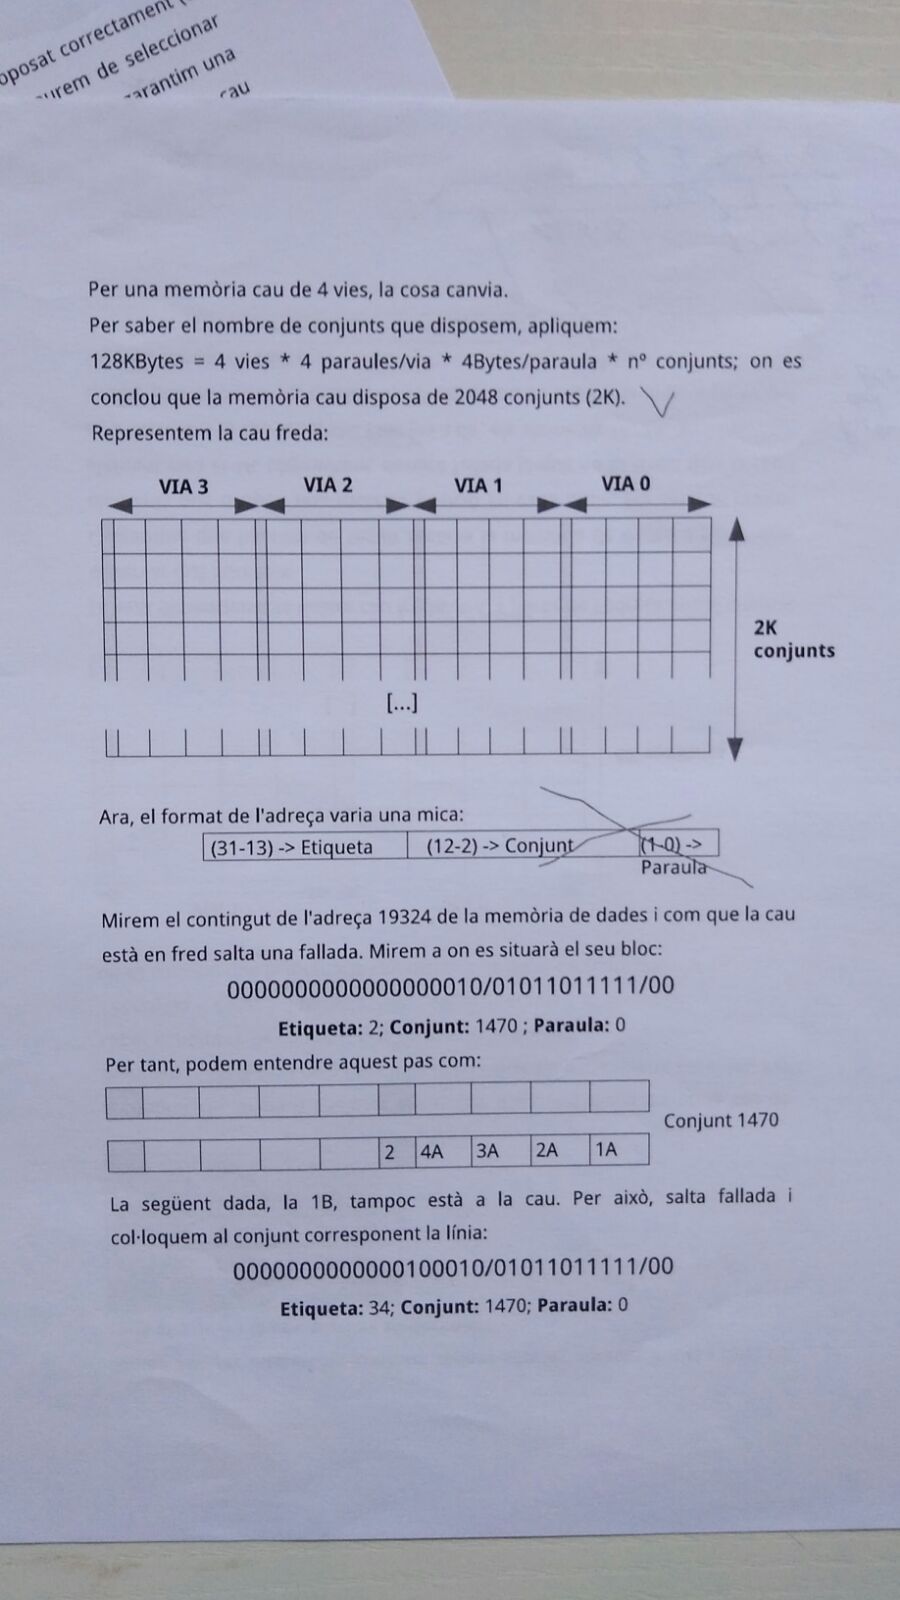 oposat correctament
urem de seleccionar
garantim una
cau
Per una memòria cau de 4 vies, la cosa canvia.
Per saber el nombre de conjunts que disposem, apliquem:
128KBytes = 4 vies * 4 paraules/via * 4Bytes/paraula * nº conjunts; on es
conclou que la memòria cau disposa de 2048 conjunts (2K).
Representem la cau freda:
VIA 3 VIA 2 VIA 1 VIA 0
2K
conjunts
[...]
Ara, el format de l'adreça varia una mica:
(31-13) -> Etiqueta (12-2) -> Conjunt (1-0) ->
Paraula
Mirem el contingut de l'adreça 19324 de la memòria de dades i com que la cau
està en fred salta una fallada. Mirem a on es situarà el seu bloc:
0000000000000000010/01011011111/00
Etiqueta: 2; Conjunt: 1470 ; Paraula: 0
Per tant, podem entendre aquest pas com:
Conjunt 1470
2 4A 3A 2A 1A
La següent dada, la 1B, tampoc està a la cau. Per això, salta fallada i
col·loquem al conjunt corresponent la línia:
0000000000000100010/01011011111/00
Etiqueta: 34; Conjunt: 1470; Paraula: 0